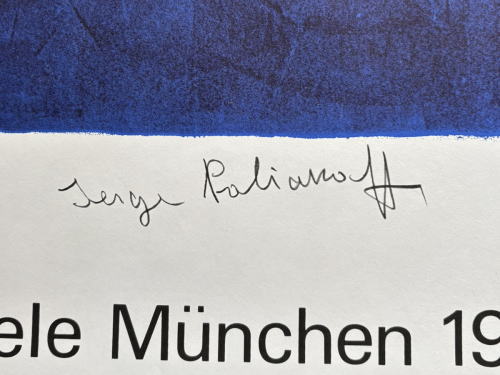 Serge Poliakoff
ele München 19